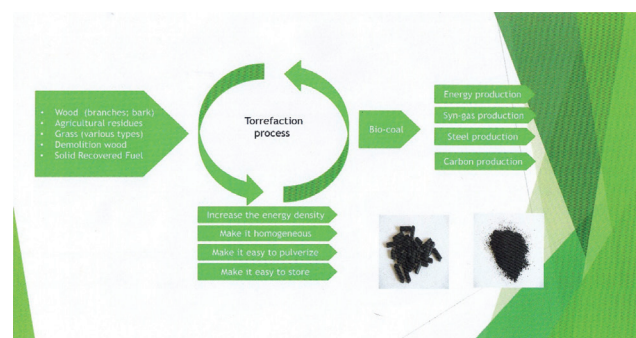 • Wood (branches; bark)
• Agricultural residues
• Grass (various types)
• Demolition wood
• Solid Recovered Fuel
Torrefaction
process
Increase the energy density
Make it homogeneous
Make it easy to pulverize
Make it easy to store
Bio-coal
Energy production
Syn-gas production
Steel production
Carbon production